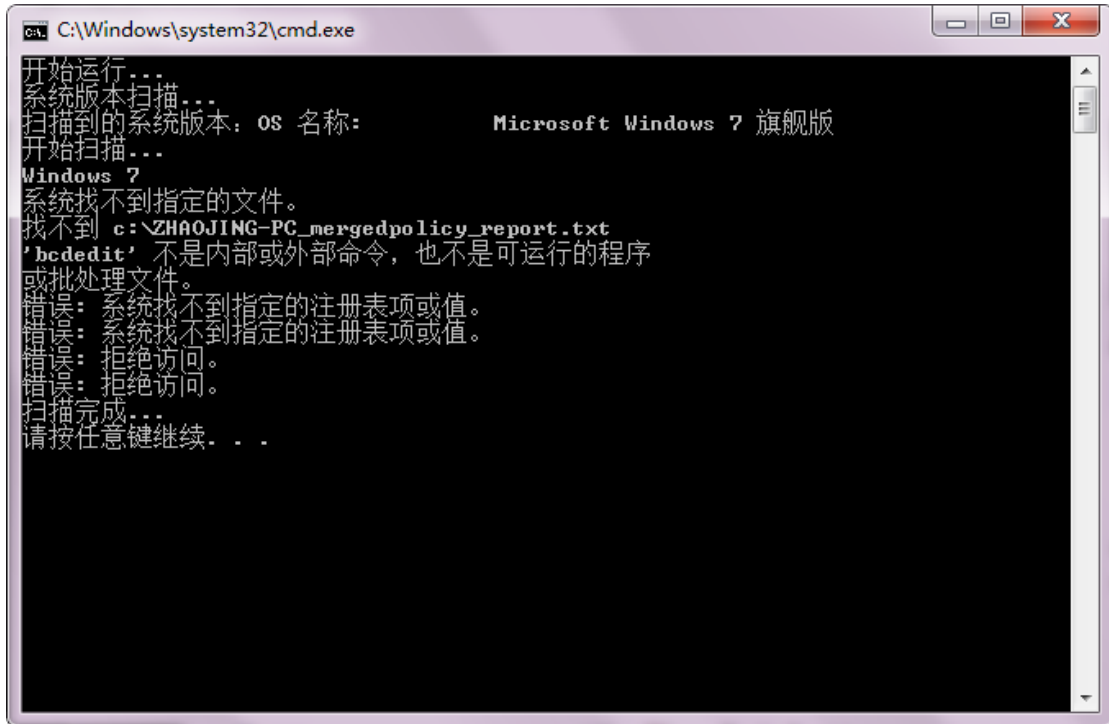 C:\Windows\system32\cmd.exe
开始运行...
系统版本扫描...
扫描到的系统版本：OS 名称:          Microsoft Windows 7 旗舰版
开始扫描...
Windows 7
系统找不到指定的文件。
找不到 c:\ZHAOJING-PC_mergedpolicy_report.txt
'bcdedit' 不是内部或外部命令，也不是可运行的程序
或批处理文件。
错误: 系统找不到指定的注册表项或值。
错误: 系统找不到指定的注册表项或值。
错误: 拒绝访问。
错误: 拒绝访问。
扫描完成...
请按任意键继续. . .